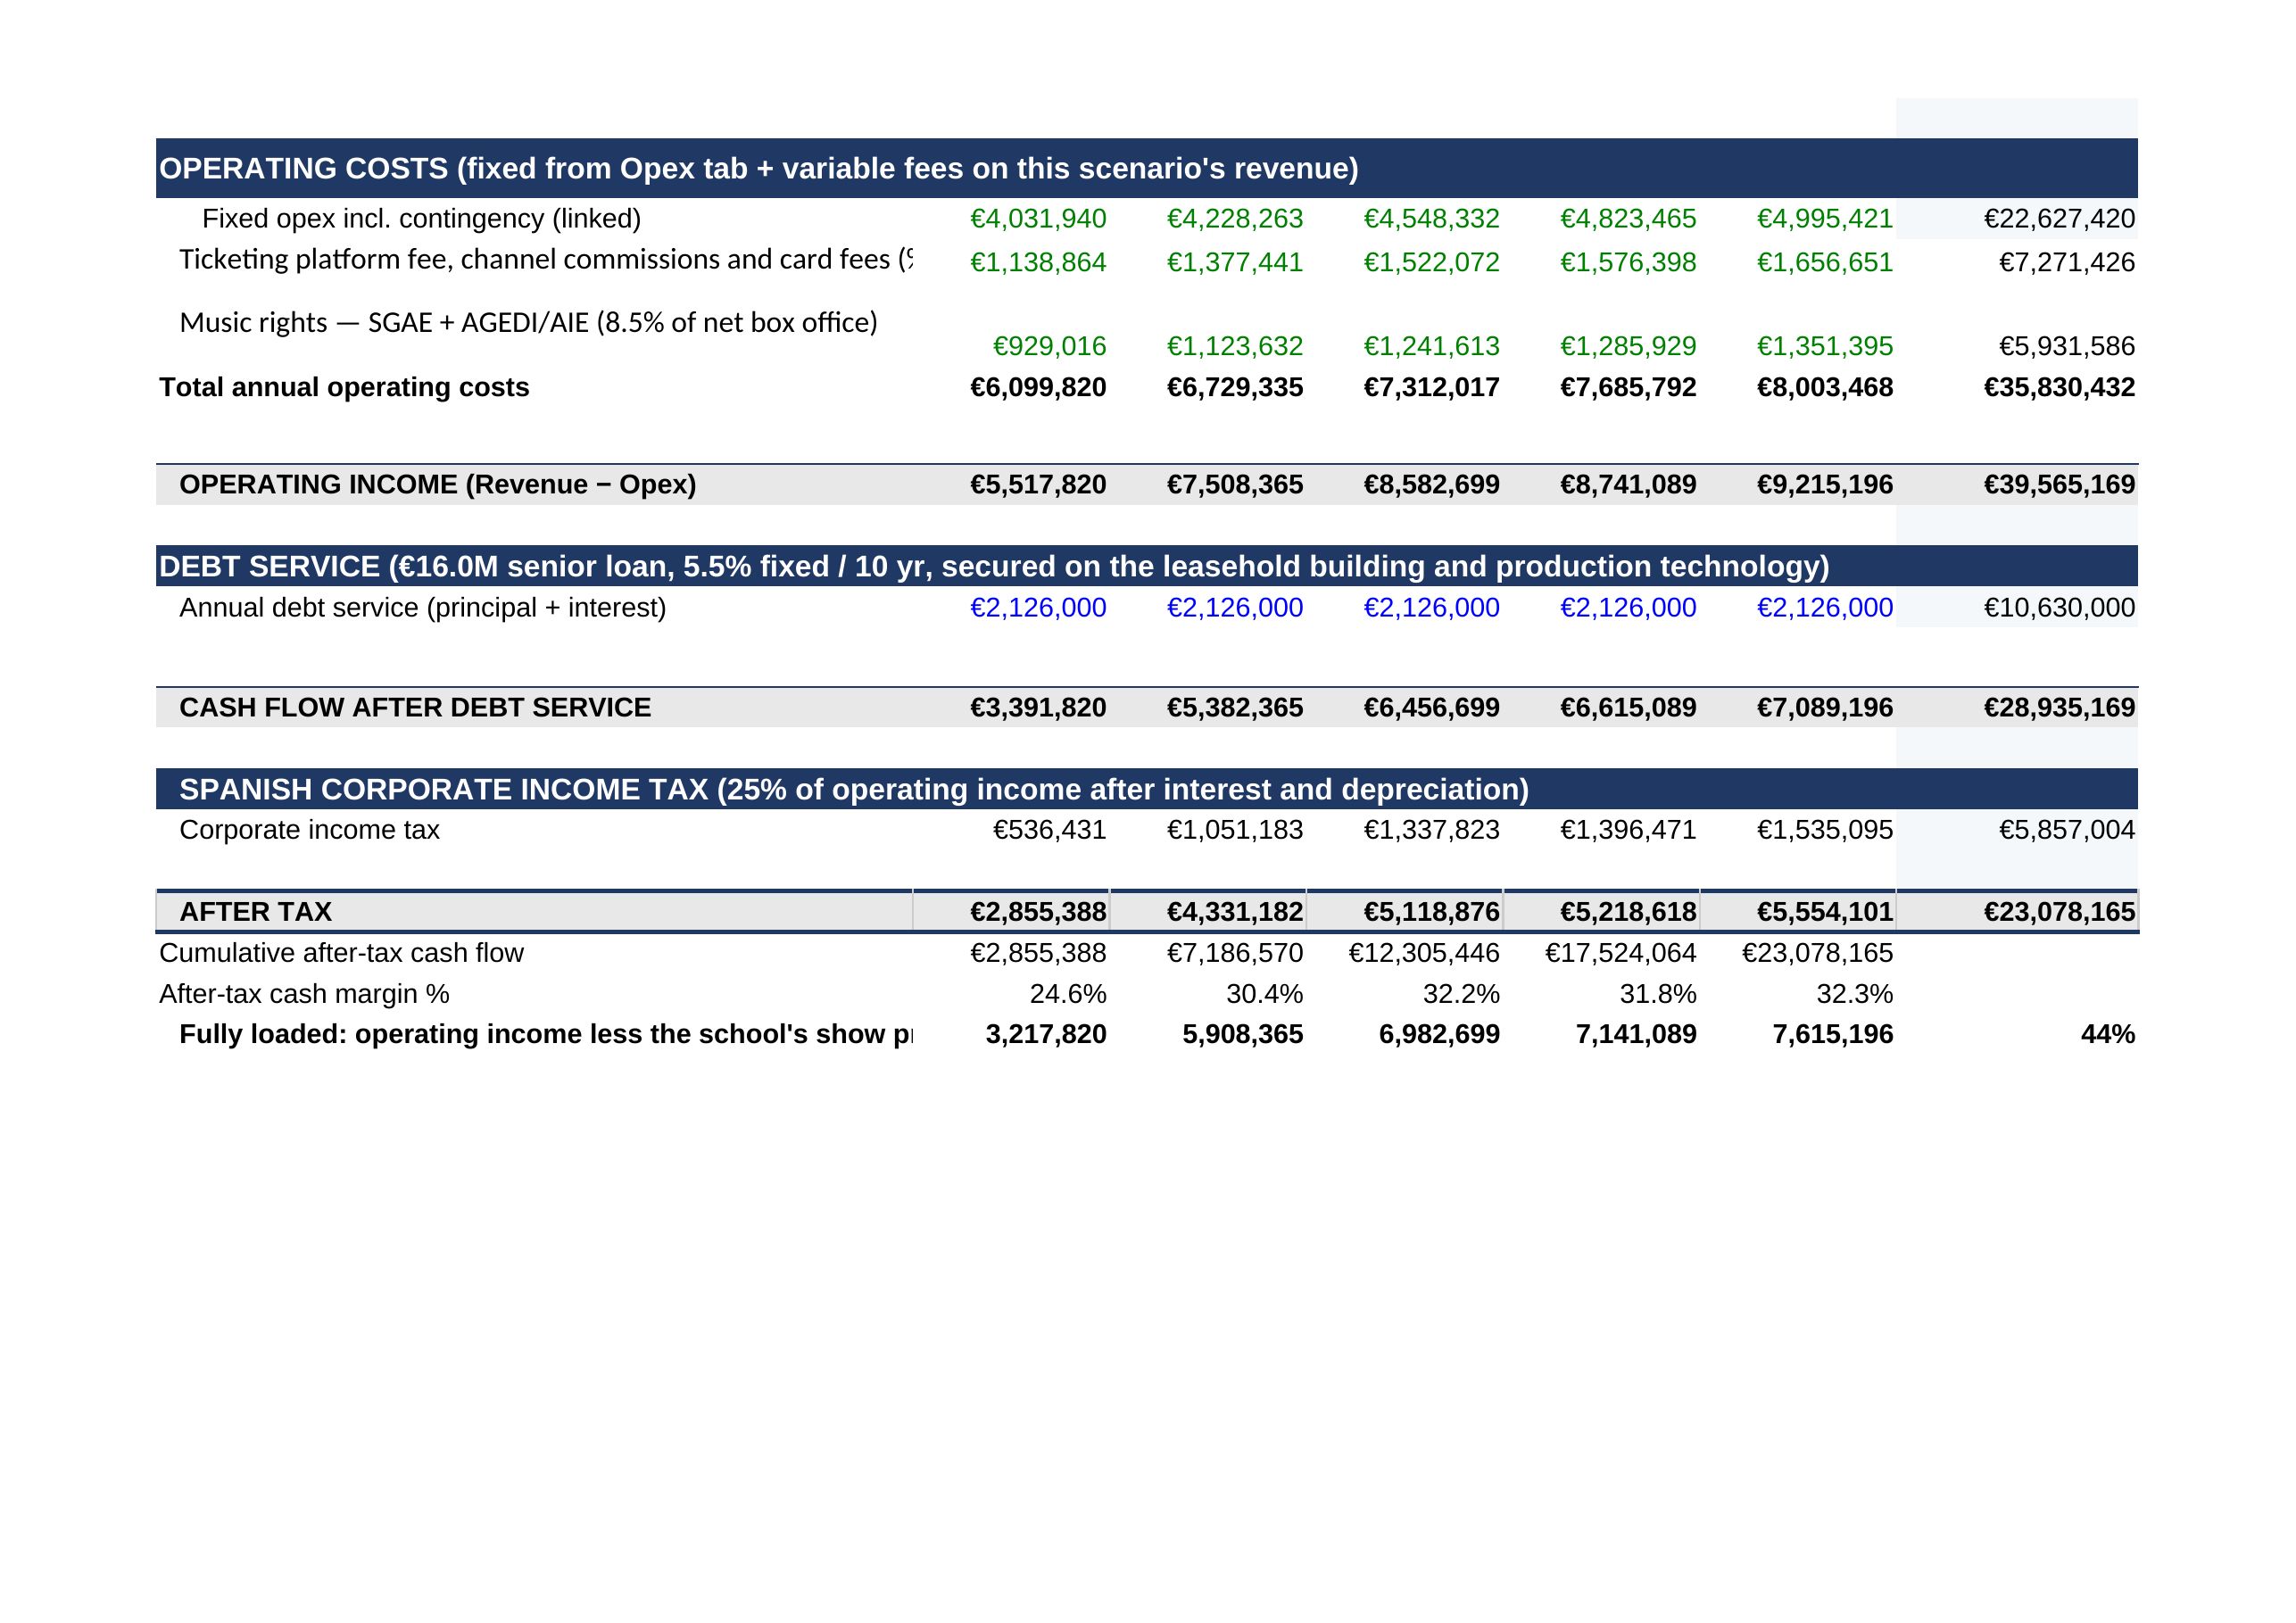 OPERATING COSTS (fixed from Opex tab + variable fees on this scenario's revenue)
Fixed opex incl. contingency (linked) €4,031,940 €4,228,263 €4,548,332 €4,823,465 €4,995,421 €22,627,420
Ticketing platform fee, channel commissions and card fees (% €1,138,864 €1,377,441 €1,522,072 €1,576,398 €1,656,651 €7,271,426
Music rights — SGAE + AGEDI/AIE (8.5% of net box office) €929,016 €1,123,632 €1,241,613 €1,285,929 €1,351,395 €5,931,586
Total annual operating costs €6,099,820 €6,729,335 €7,312,017 €7,685,792 €8,003,468 €35,830,432
OPERATING INCOME (Revenue − Opex) €5,517,820 €7,508,365 €8,582,699 €8,741,089 €9,215,196 €39,565,169
DEBT SERVICE (€16.0M senior loan, 5.5% fixed / 10 yr, secured on the leasehold building and production technology)
Annual debt service (principal + interest) €2,126,000 €2,126,000 €2,126,000 €2,126,000 €2,126,000 €10,630,000
CASH FLOW AFTER DEBT SERVICE €3,391,820 €5,382,365 €6,456,699 €6,615,089 €7,089,196 €28,935,169
SPANISH CORPORATE INCOME TAX (25% of operating income after interest and depreciation)
Corporate income tax €536,431 €1,051,183 €1,337,823 €1,396,471 €1,535,095 €5,857,004
AFTER TAX €2,855,388 €4,331,182 €5,118,876 €5,218,618 €5,554,101 €23,078,165
Cumulative after-tax cash flow €2,855,388 €7,186,570 €12,305,446 €17,524,064 €23,078,165
After-tax cash margin % 24.6% 30.4% 32.2% 31.8% 32.3%
Fully loaded: operating income less the school's show 3,217,820 5,908,365 6,982,699 7,141,089 7,615,196 44%